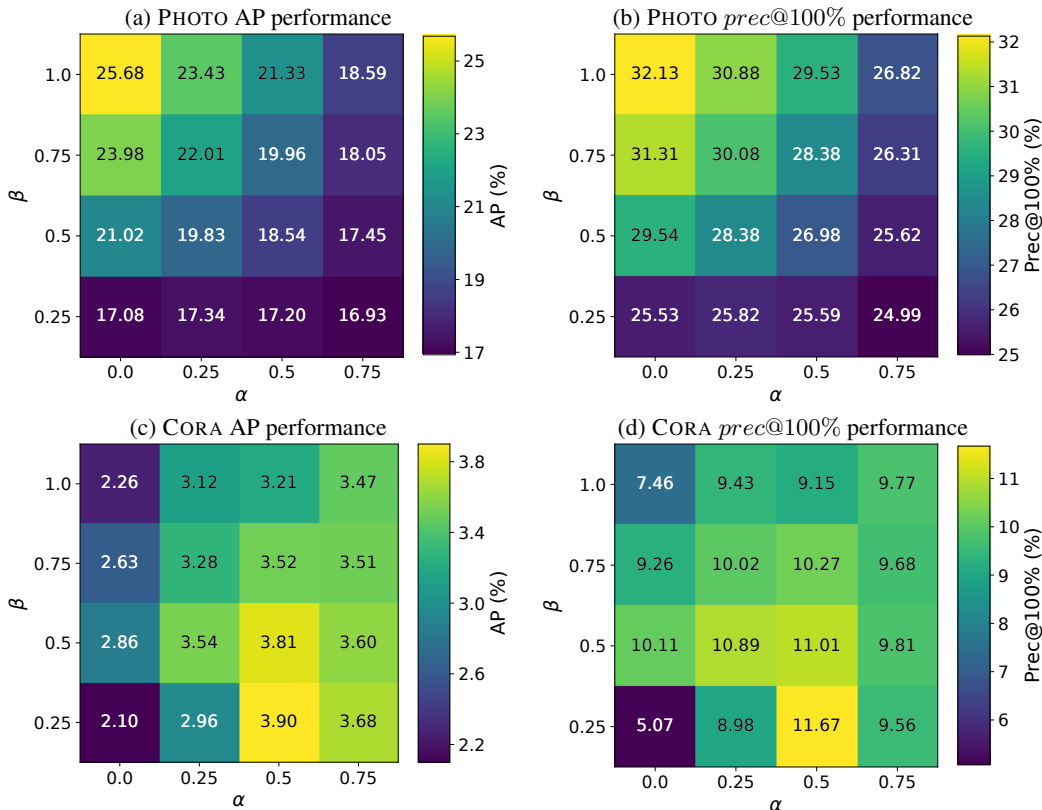 (a) PHOTO AP performance
1.0 25.68 23.43 21.33 18.59
0.75 23.98 22.01 19.96 18.05
0.5 21.02 19.83 18.54 17.45
0.25 17.08 17.34 17.20 16.93
0.0 0.25 0.5 0.75
α
β
25
23
21
19
17
AP (%)
(b) PHOTO prec@100% performance
1.0 32.13 30.88 29.53 26.82
0.75 31.31 30.08 28.38 26.31
0.5 29.54 28.38 26.98 25.62
0.25 25.53 25.82 25.59 24.99
0.0 0.25 0.5 0.75
α
β
32
31
30
29
28
27
26
25
Prec@100% (%)
(c) CORA AP performance
1.0 2.26 3.12 3.21 3.47
0.75 2.63 3.28 3.52 3.51
0.5 2.86 3.54 3.81 3.60
0.25 2.10 2.96 3.90 3.68
0.0 0.25 0.5 0.75
α
β
3.8
3.4
3.0
2.6
2.2
AP (%)
(d) CORA prec@100% performance
1.0 7.46 9.43 9.15 9.77
0.75 9.26 10.02 10.27 9.68
0.5 10.11 10.89 11.01 9.81
0.25 5.07 8.98 11.67 9.56
0.0 0.25 0.5 0.75
α
β
11
10
9
8
7
6
Prec@100% (%)